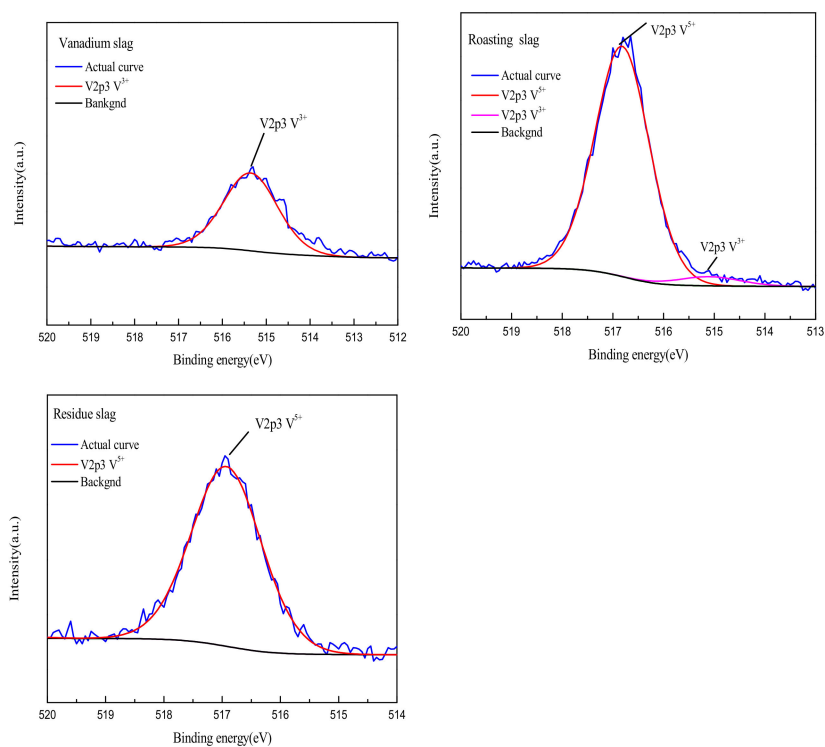 Vanadium slag
Actual curve
V2p3 V³⁺
Bankgnd
V2p3 V³⁺
Intensity(a.u.)
520 519 518 517 516 515 514 513 512
Binding energy(eV)
Roasting slag
Actual curve
V2p3 V⁵⁺
V2p3 V³⁺
Backgnd
V2p3 V⁵⁺
V2p3 V³⁺
Intensity(a.u.)
520 519 518 517 516 515 514 513
Binding energy(eV)
Residue slag
Actual curve
V2p3 V⁵⁺
Backgnd
V2p3 V⁵⁺
Intensity(a.u.)
520 519 518 517 516 515 514
Binding energy(eV)